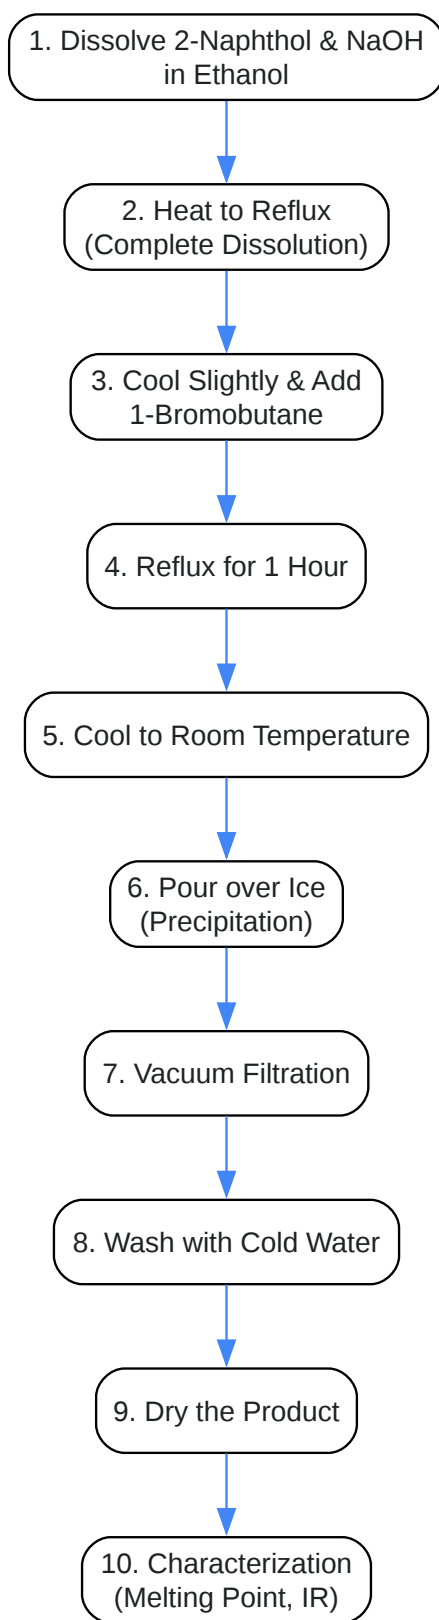 1. Dissolve 2-Naphthol & NaOH
in Ethanol
2. Heat to Reflux
(Complete Dissolution)
3. Cool Slightly & Add
1-Bromobutane
4. Reflux for 1 Hour
5. Cool to Room Temperature
6. Pour over Ice
(Precipitation)
7. Vacuum Filtration
8. Wash with Cold Water
9. Dry the Product
10. Characterization
(Melting Point, IR)